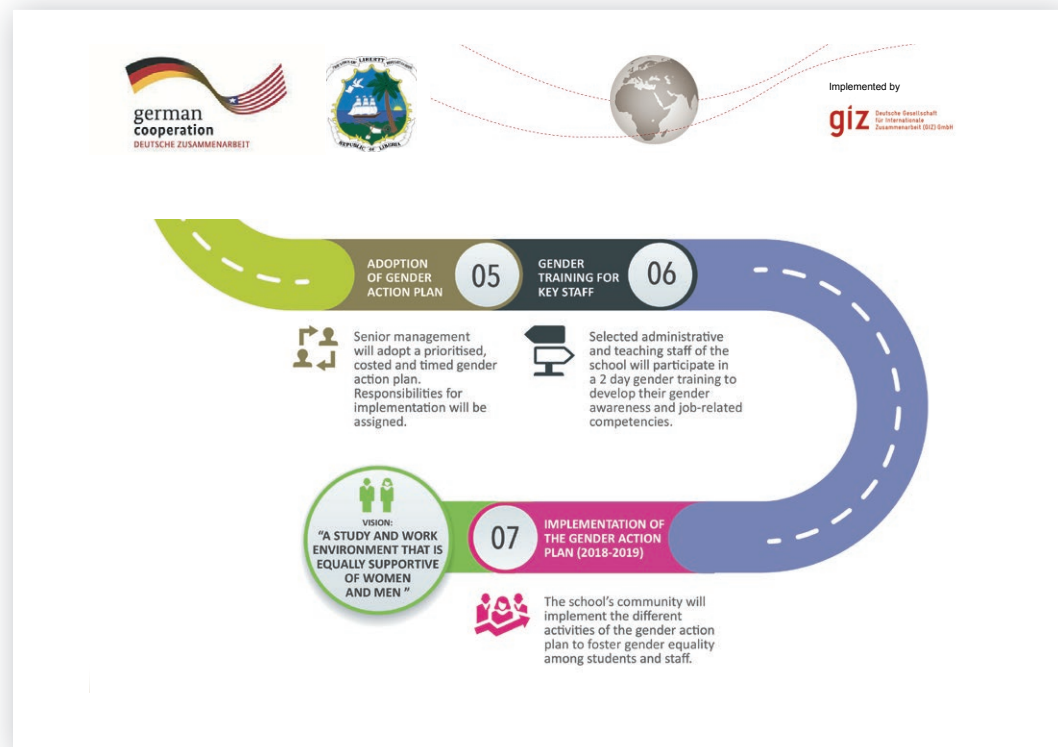 german
cooperation
DEUTSCHE ZUSAMMENARBEIT
REPUBLIC OF LIBERIA
Implemented by
giz
Deutsche Gesellschaft
für Internationale
Zusammenarbeit (GIZ) GmbH
ADOPTION
OF GENDER
ACTION PLAN
05
GENDER
TRAINING FOR
KEY STAFF
06
Senior management
will adopt a prioritised,
costed and timed gender
action plan.
Responsibilities for
implementation will be
assigned.
Selected administrative
and teaching staff of the
school will participate in
a 2 day gender training to
develop their gender
awareness and job-related
competencies.
VISION:
"A STUDY AND WORK
ENVIRONMENT THAT IS
EQUALLY SUPPORTIVE
OF WOMEN
AND MEN "
07
IMPLEMENTATION OF
THE GENDER ACTION
PLAN (2018-2019)
The school's community will
implement the different
activities of the gender action
plan to foster gender equality
among students and staff.